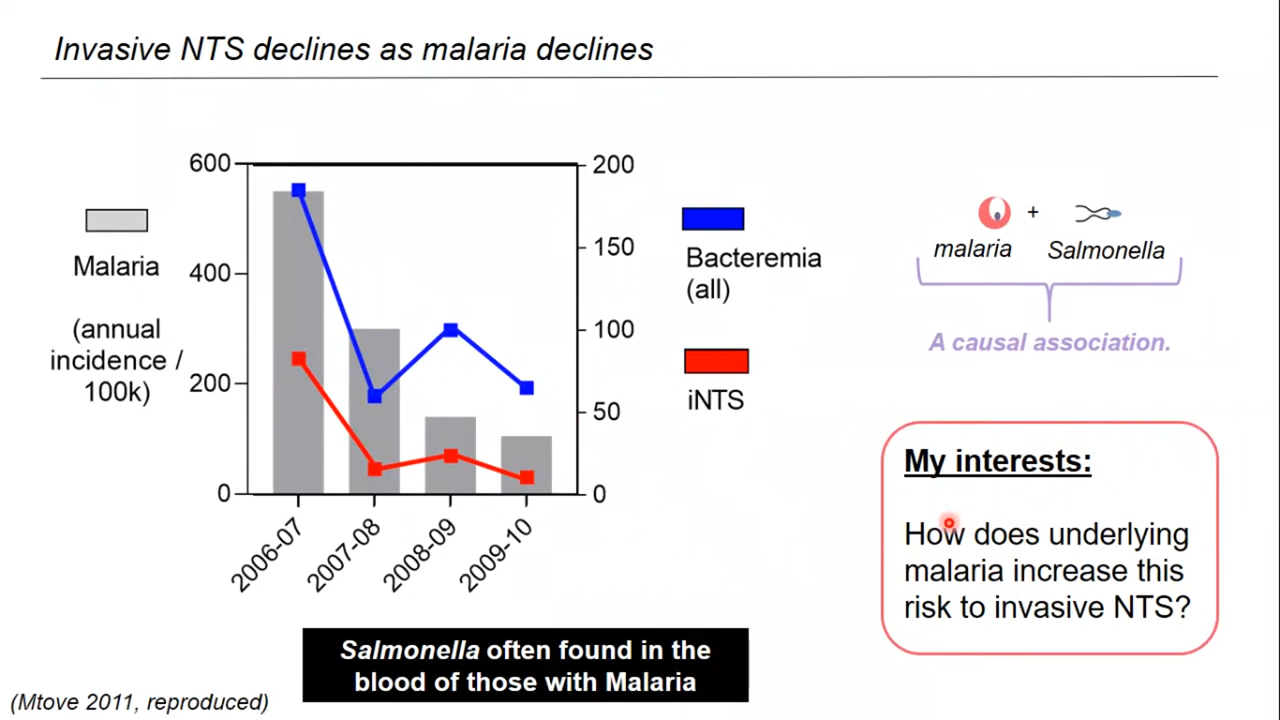 Invasive NTS declines as malaria declines
600
400
200
0
200
150
100
50
0
2006-07
2007-08
2008-09
2009-10
Malaria
(annual
incidence /
100k)
Bacteremia
(all)
iNTS
+
malaria
Salmonella
A causal association.
My interests:
How does underlying
malaria increase this
risk to invasive NTS?
Salmonella often found in the
blood of those with Malaria
(Mtove 2011, reproduced)